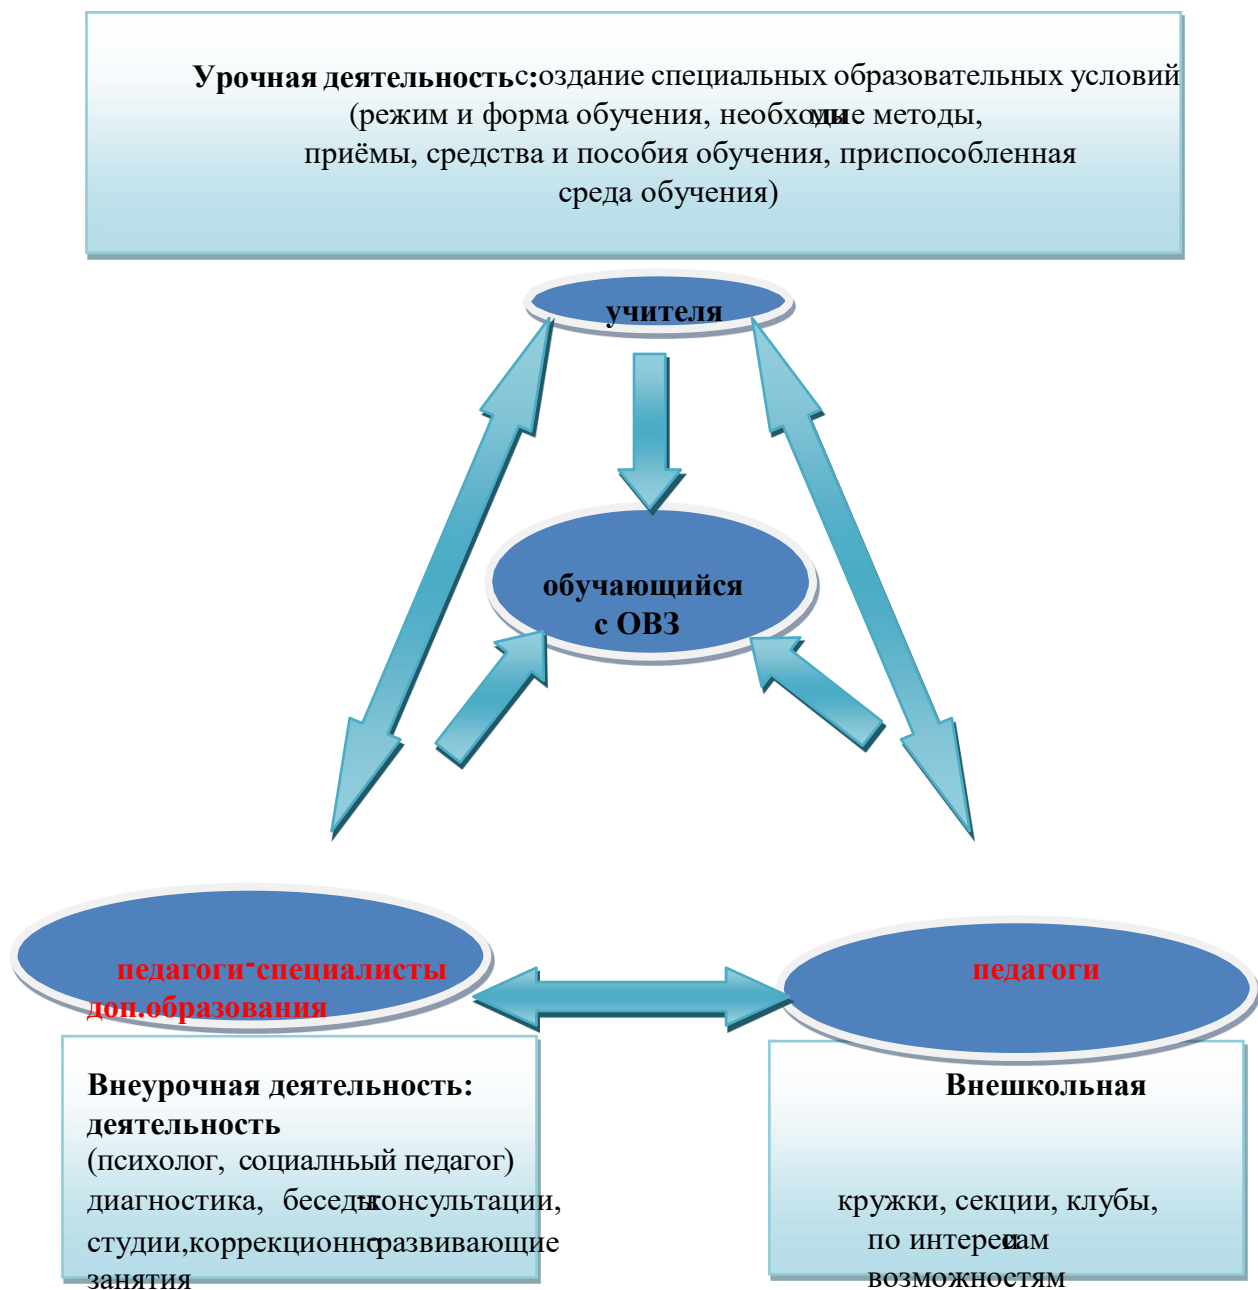 Урочная деятельность: создание специальных образовательных условий
(режим и форма обучения, необходимые методы,
приёмы, средства и пособия обучения, приспособленная
среда обучения)
учителя
обучающийся
с ОВЗ
педагоги-специалисты
доп.образования
педагоги
Внеурочная деятельность:
деятельность
(психолог, социалньый педагог)
диагностика, беседы-консультации,
студии,коррекционно-развивающие
занятия
Внешкольная
кружки, секции, клубы,
по интересам и
возможностям